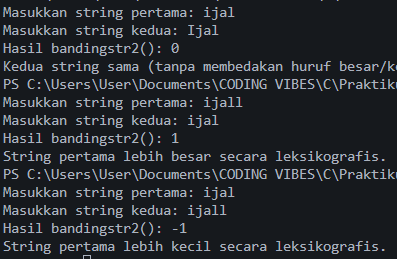 Masukkan string pertama: ijal
Masukkan string kedua: Ijal
Hasil bandingstr2(): 0
Kedua string sama (tanpa membedakan huruf besar/
PS C:\Users\User\Documents\CODING VIBES\C\Praktik
Masukkan string pertama: ijall
Masukkan string kedua: ijal
Hasil bandingstr2(): 1
String pertama lebih besar secara leksikografis.
PS C:\Users\User\Documents\CODING VIBES\C\Praktik
Masukkan string pertama: ijal
Masukkan string kedua: ijall
Hasil bandingstr2(): -1
String pertama lebih kecil secara leksikografis.